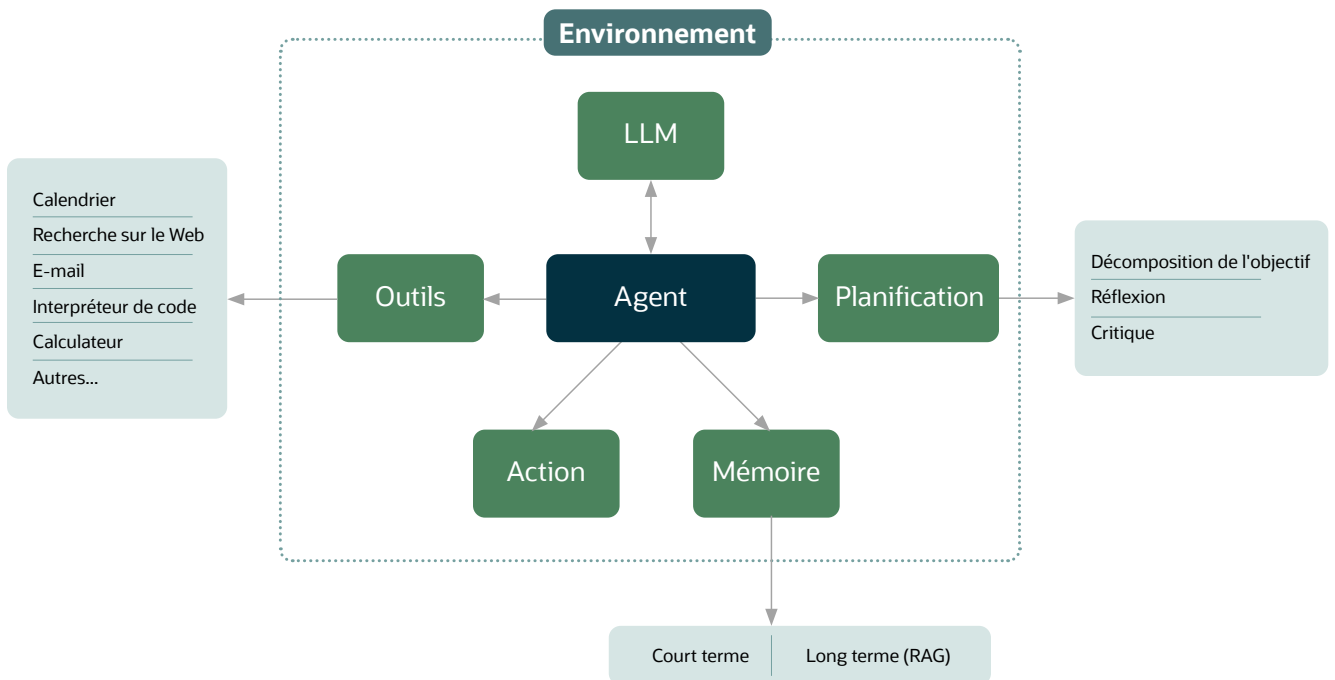 Environnement
LLM
Calendrier
Recherche sur le Web
E-mail
Interpréteur de code
Calculateur
Autres...
Outils
Agent
Planification
Décomposition de l'objectif
Réflexion
Critique
Action
Mémoire
Court terme
Long terme (RAG)